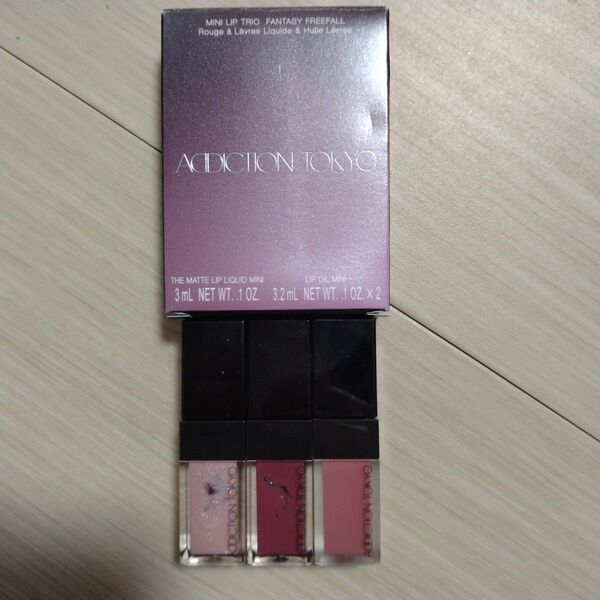 MINI LIP TRIO FANTASY FREEFALL
Rouge à Lèvres Liquide & Huile Lèvres
ADDICTION TOKYO
THE MATTE LIP LIQUID MINI
LIP OIL MINI
3 mL NET WT. .1 OZ.
3.2 mL NET WT. .1 OZ. × 2
ADDICTION TOKYO
ADDICTION TOKYO
ADDICTION TOKYO